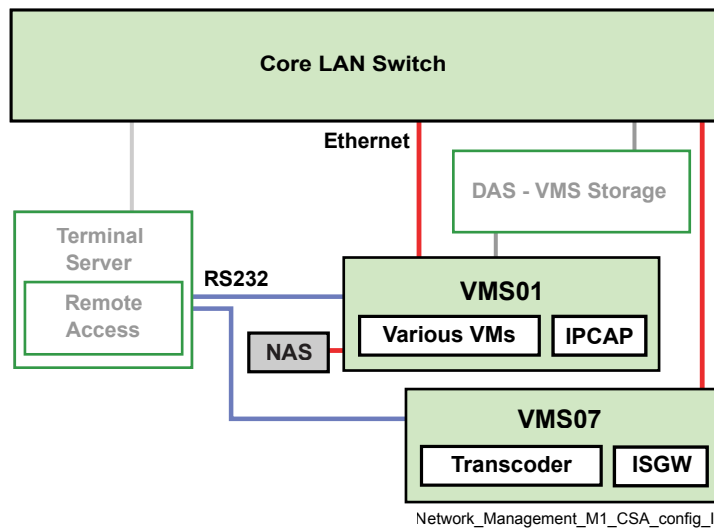 Core LAN Switch
Ethernet
DAS - VMS Storage
Terminal
Server
Remote
Access
RS232
VMS01
Various VMs
IPCAP
NAS
VMS07
Transcoder
ISGW
Network_Management_M1_CSA_config_I